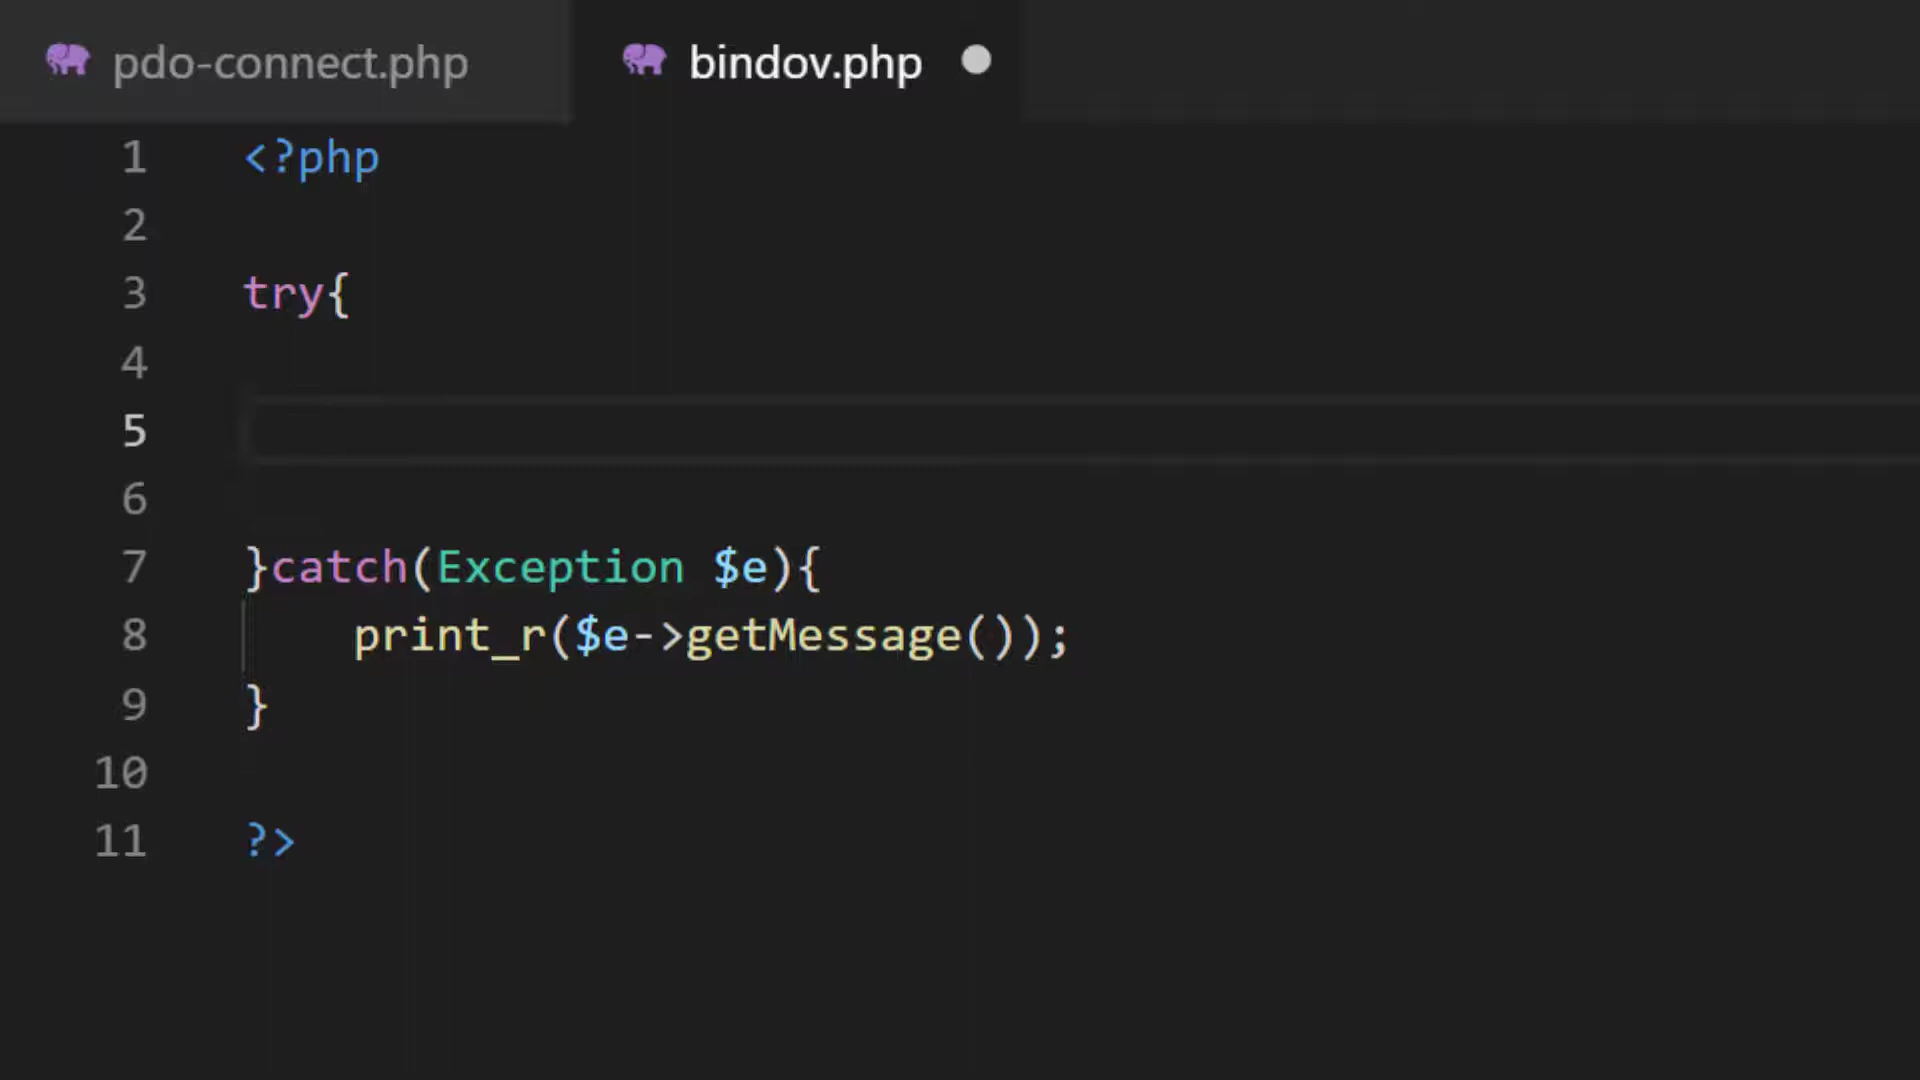 pdo-connect.php bindov.php
1 <?php
2
3 try{
4
5
6
7 }catch(Exception $e){
8 print_r($e->getMessage());
9 }
10
11 ?>